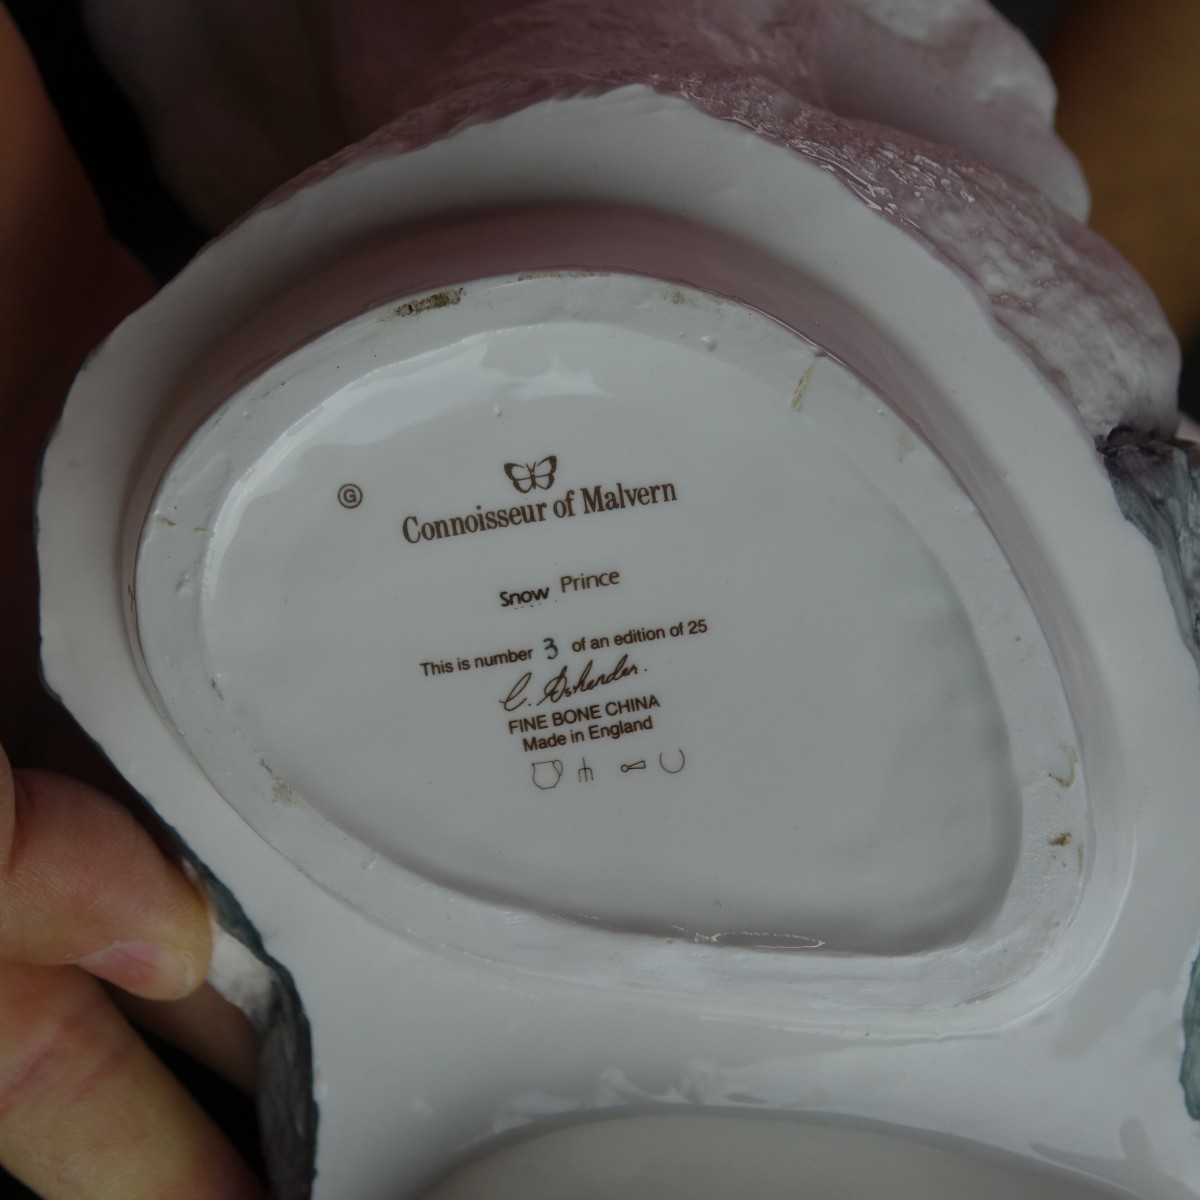 G
Connoisseur of Malvern
Snow Prince
This is number 3 of an edition of 25
FINE BONE CHINA
Made in England